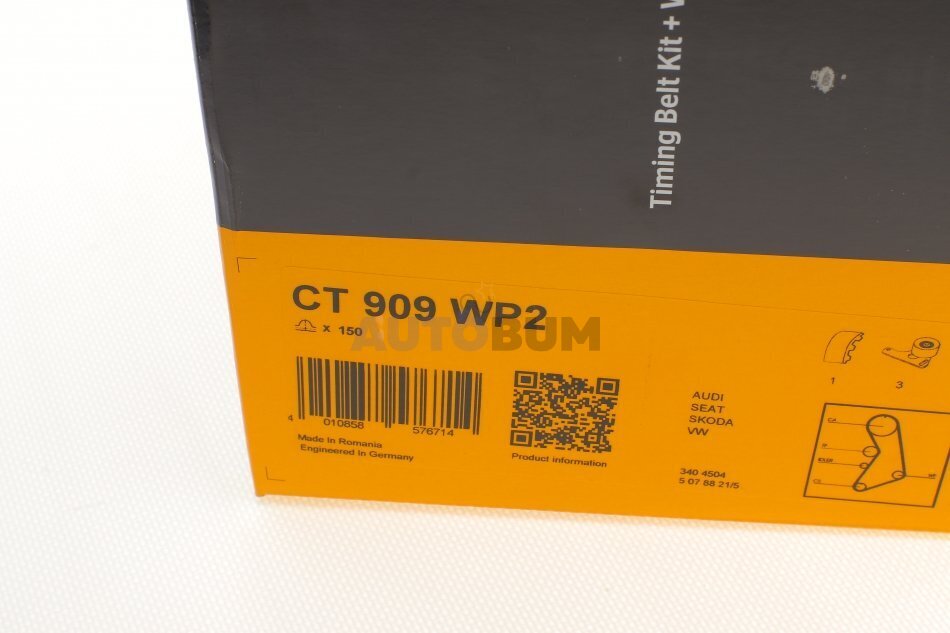 Timing Belt Kit +
CT 909 WP2
x 150
AUTOBUM
4 010858 576714
Made in Romania
Engineered in Germany
Product information
AUDI
SEAT
SKODA
VW
340 4504
5 07 88 21/5
1
3